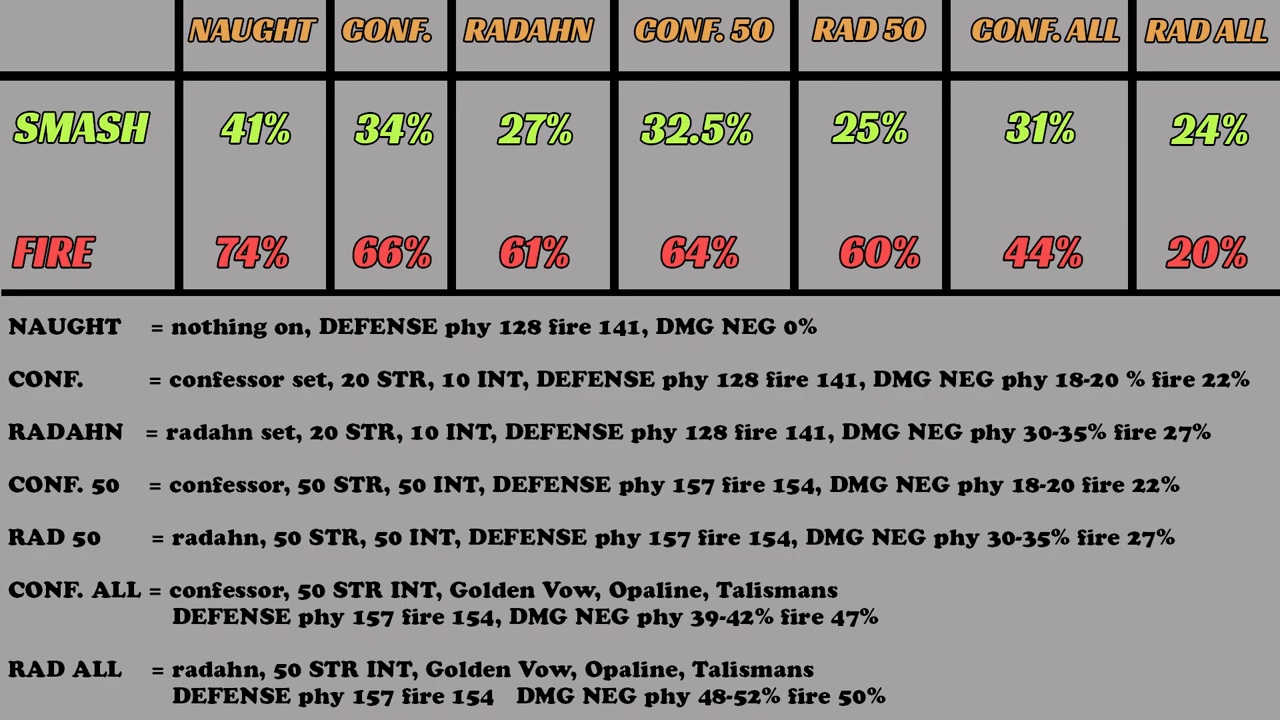 NAUGHT CONF. RADAHN CONF. 50 RAD 50 CONF. ALL RAD ALL
SMASH 41% 34% 27% 32.5% 25% 31% 24%
FIRE 74% 66% 61% 64% 60% 44% 20%
NAUGHT = nothing on, DEFENSE phy 128 fire 141, DMG NEG 0%
CONF. = confessor set, 20 STR, 10 INT, DEFENSE phy 128 fire 141, DMG NEG phy 18-20 % fire 22%
RADAHN = radahn set, 20 STR, 10 INT, DEFENSE phy 128 fire 141, DMG NEG phy 30-35% fire 27%
CONF. 50 = confessor, 50 STR, 50 INT, DEFENSE phy 157 fire 154, DMG NEG phy 18-20 fire 22%
RAD 50 = radahn, 50 STR, 50 INT, DEFENSE phy 157 fire 154, DMG NEG phy 30-35% fire 27%
CONF. ALL = confessor, 50 STR INT, Golden Vow, Opaline, Talismans
DEFENSE phy 157 fire 154, DMG NEG phy 39-42% fire 47%
RAD ALL = radahn, 50 STR INT, Golden Vow, Opaline, Talismans
DEFENSE phy 157 fire 154 DMG NEG phy 48-52% fire 50%